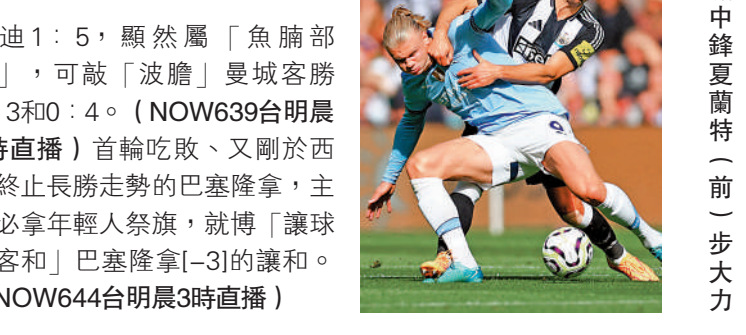 迪1：5，顯然屬「魚腩部
」，可敲「波膽」曼城客勝
3和0：4。（NOW639台明晨
時直播）首輪吃敗、又剛於西
終止長勝走勢的巴塞隆拿，主
必拿年輕人祭旗，就博「讓球
客和」巴塞隆拿[–3]的讓和。
NOW644台明晨3時直播）
中鋒夏蘭特（前）步大力
9